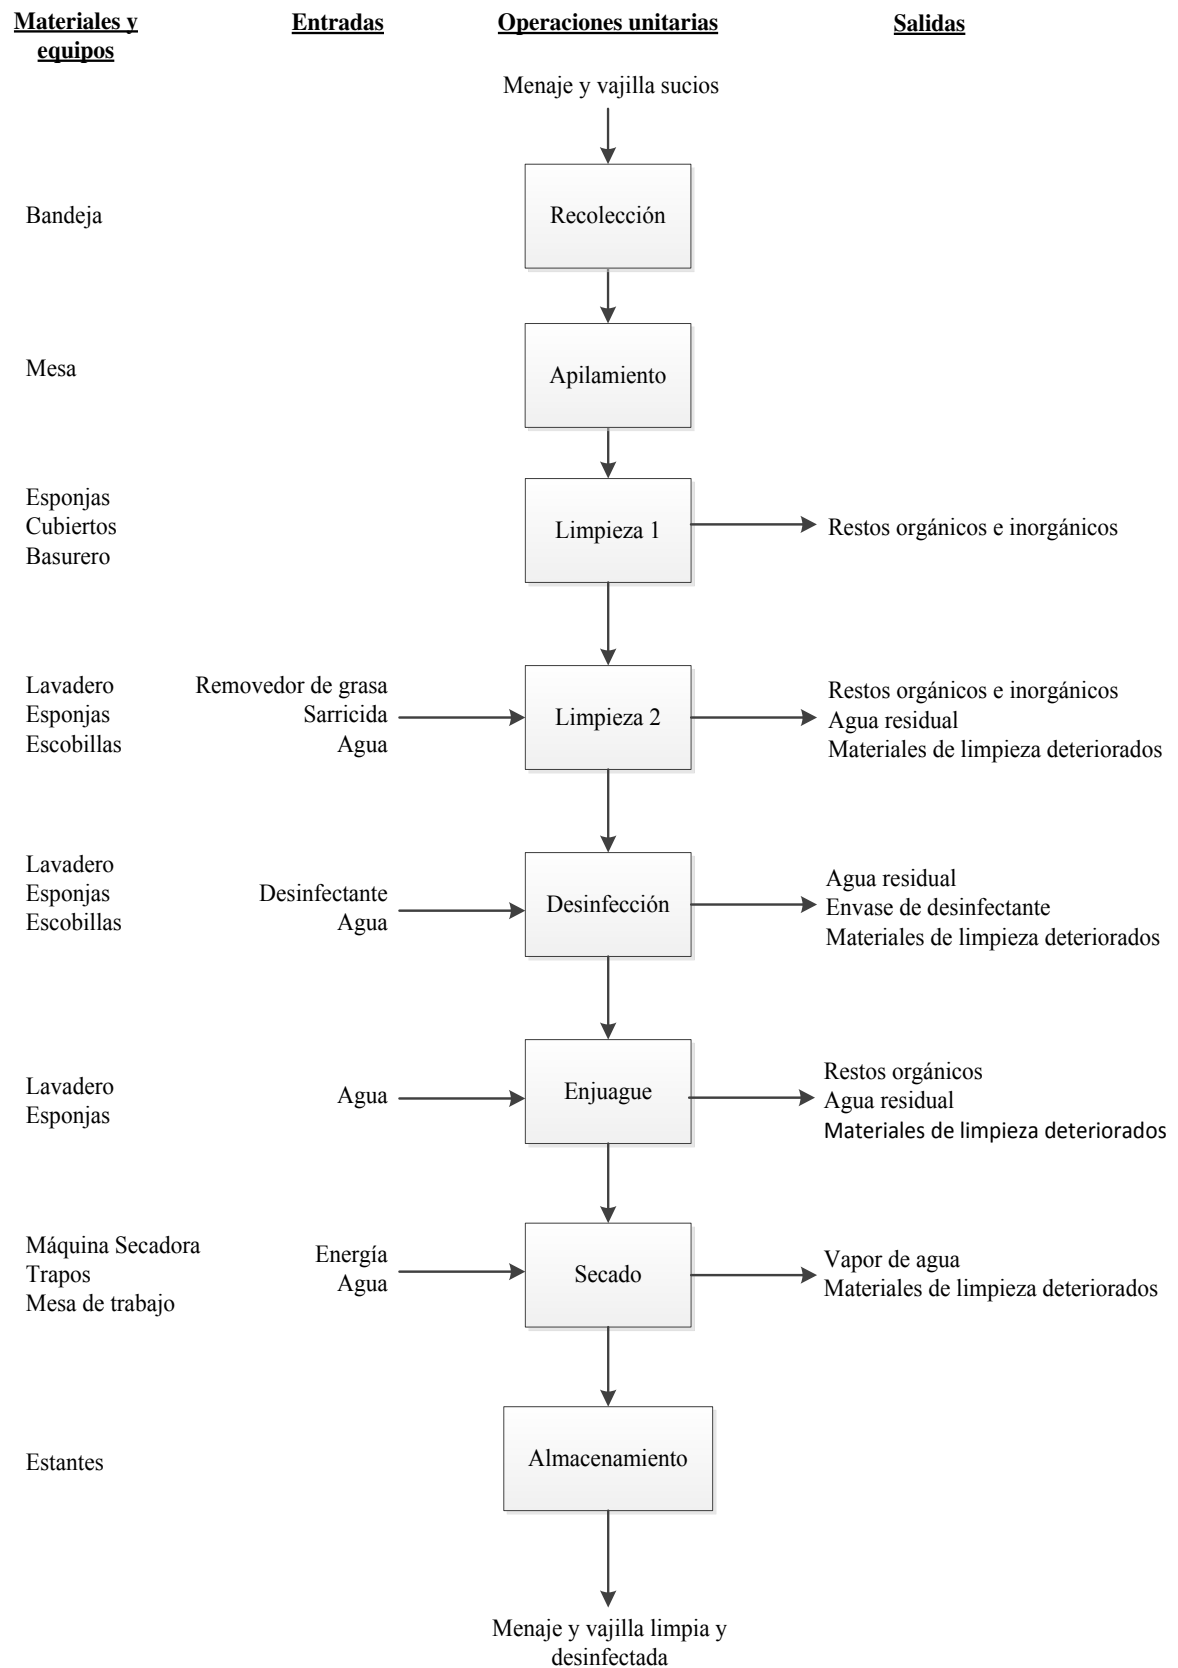 Materiales y
equipos
Entradas
Operaciones unitarias
Salidas
Menaje y vajilla sucios
Bandeja
Recolección
Mesa
Apilamiento
Esponjas
Cubiertos
Basurero
Limpieza 1
Restos orgánicos e inorgánicos
Lavadero
Esponjas
Escobillas
Removedor de grasa
Sarricida
Agua
Limpieza 2
Restos orgánicos e inorgánicos
Agua residual
Materiales de limpieza deteriorados
Lavadero
Esponjas
Escobillas
Desinfectante
Agua
Desinfección
Agua residual
Envase de desinfectante
Materiales de limpieza deteriorados
Lavadero
Esponjas
Agua
Enjuague
Restos orgánicos
Agua residual
Materiales de limpieza deteriorados
Máquina Secadora
Trapos
Mesa de trabajo
Energía
Agua
Secado
Vapor de agua
Materiales de limpieza deteriorados
Estantes
Almacenamiento
Menaje y vajilla limpia y
desinfectada